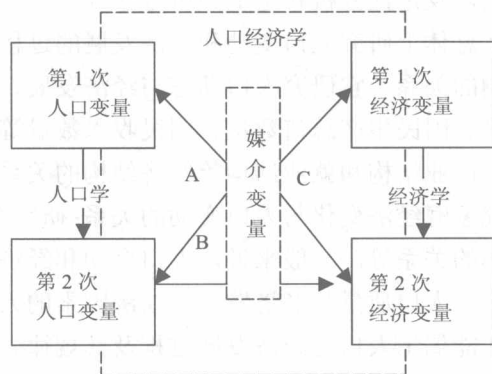 人口经济学
第1次
人口变量
第1次
经济变量
媒
介
变
量
A
C
人口学
经济学
B
第2次
人口变量
第2次
经济变量